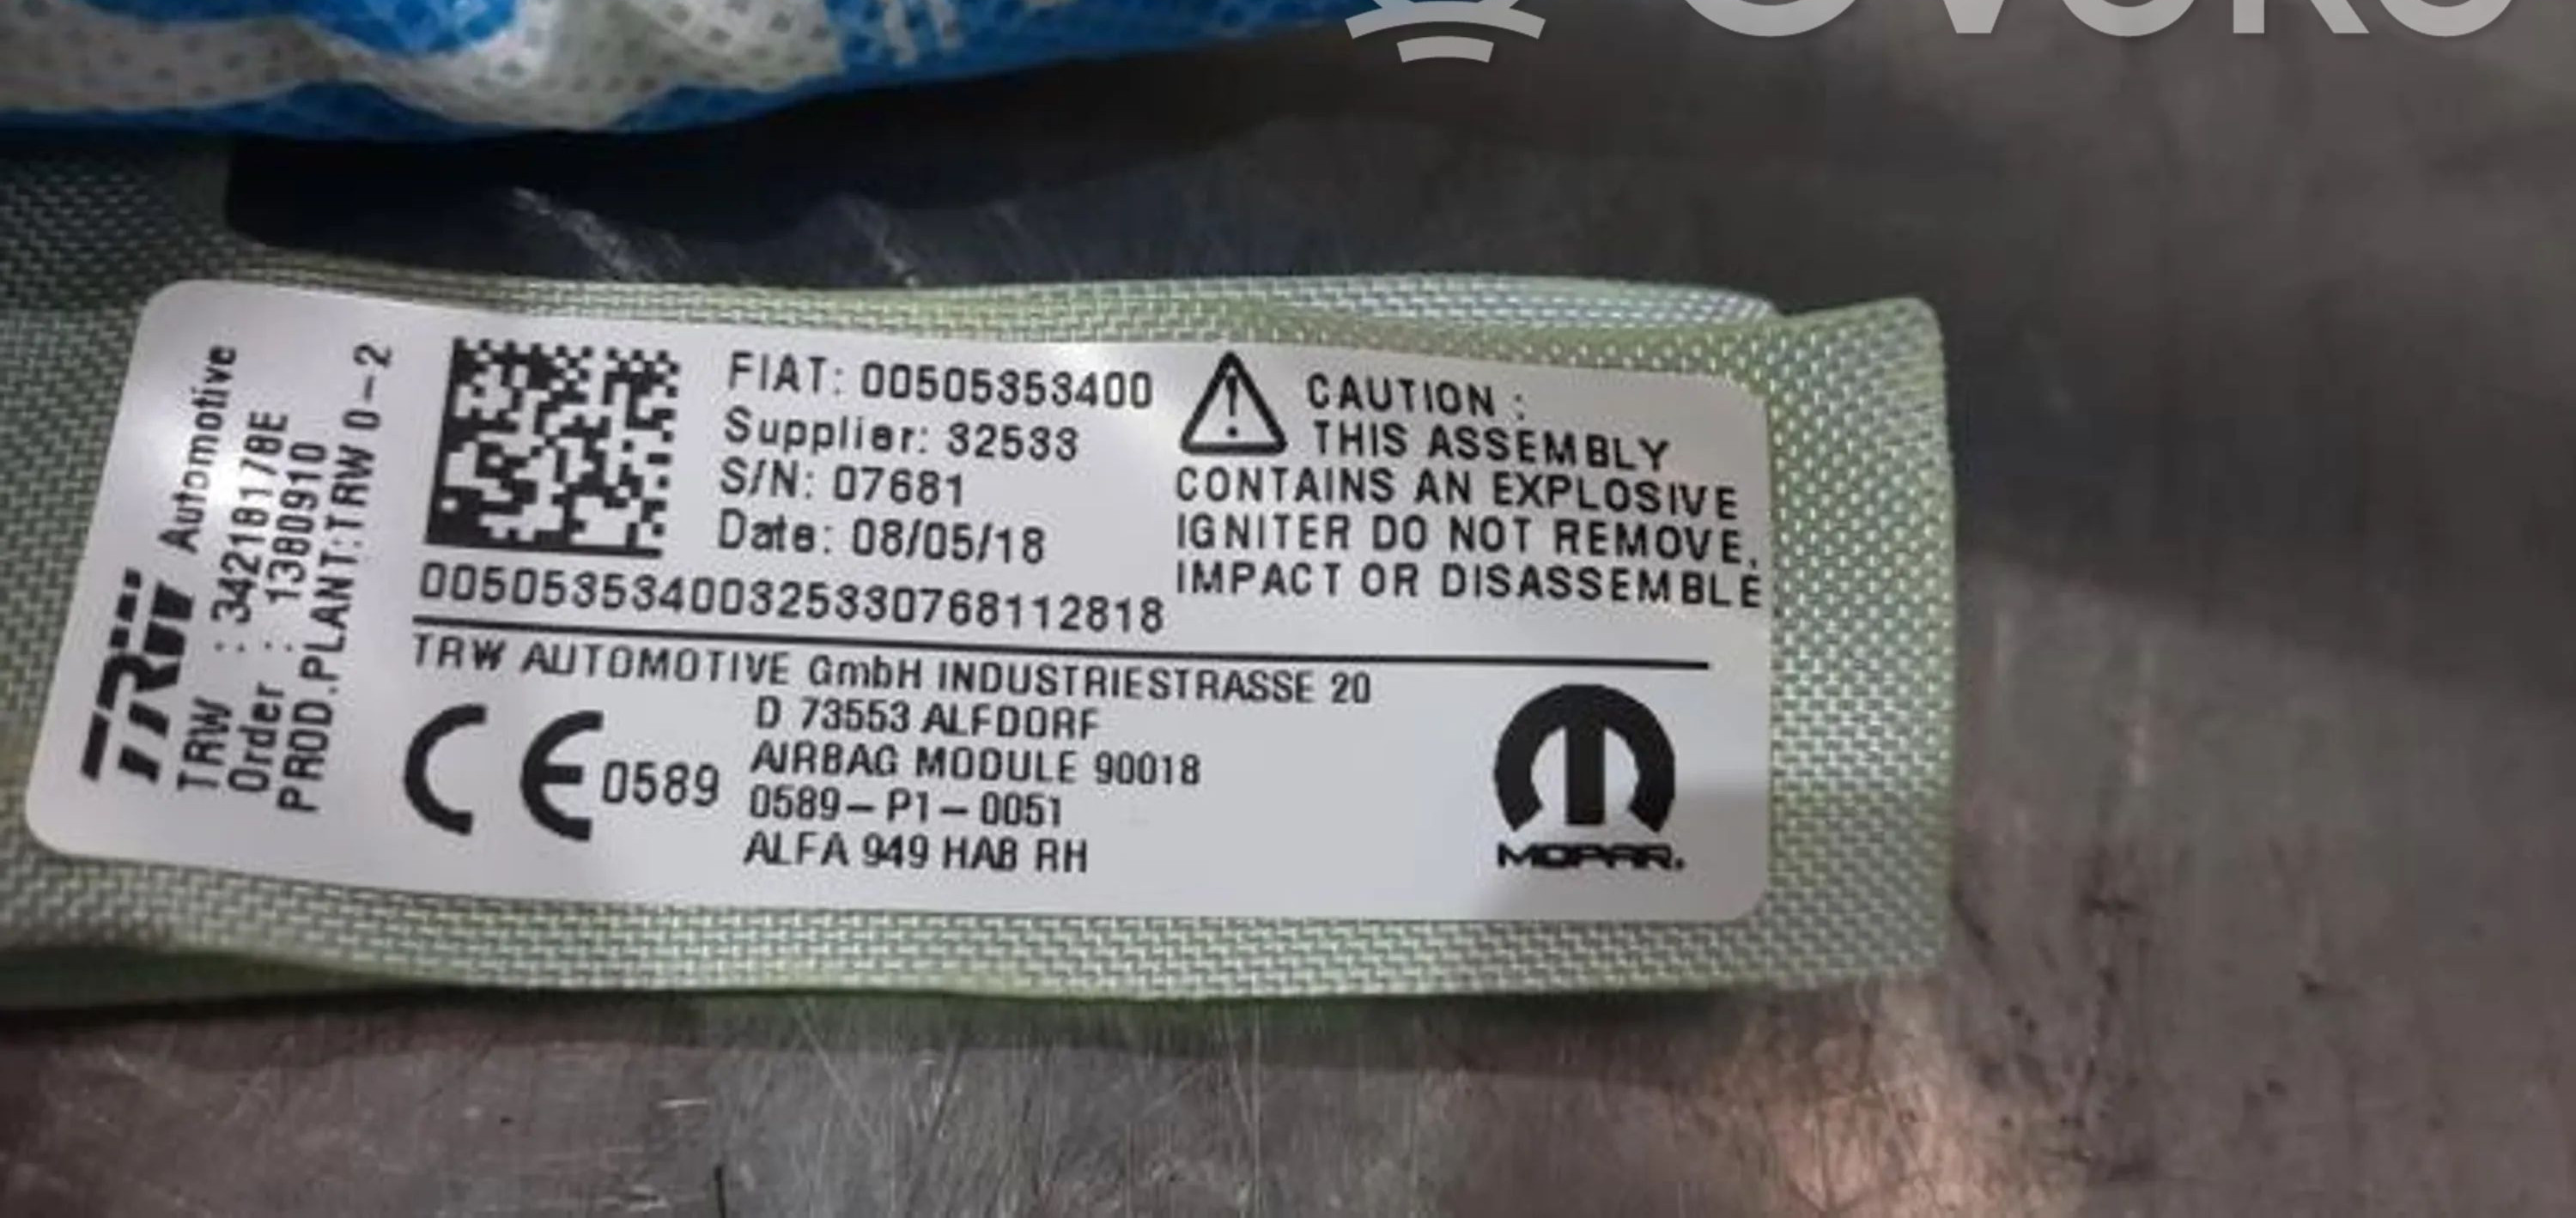 TRW Automotive
TRW : 34218178E
Order : 1380910
PROD.PLANT:TRW 0-2
FIAT: 00505353400
Supplier: 32533
S/N: 07681
Date: 08/05/18
00505353400325330768112818
CAUTION :
THIS ASSEMBLY
CONTAINS AN EXPLOSIVE
IGNITER DO NOT REMOVE,
IMPACT OR DISASSEMBLE
TRW AUTOMOTIVE GmbH INDUSTRIESTRASSE 20
D 73553 ALFDORF
AIRBAG MODULE 90018
0589-P1-0051
ALFA 949 HAB RH
CE 0589
MOPAR.